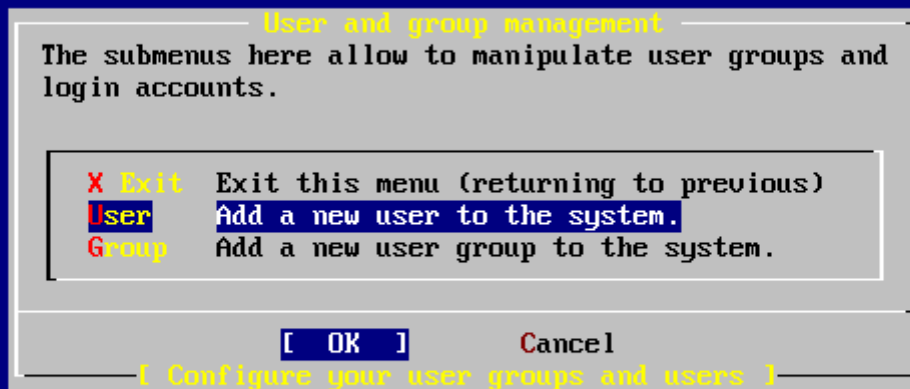 User and group management
The submenus here allow to manipulate user groups and
login accounts.
X Exit Exit this menu (returning to previous)
User Add a new user to the system.
Group Add a new user group to the system.
[ OK ] Cancel
[ Configure your user groups and users ]